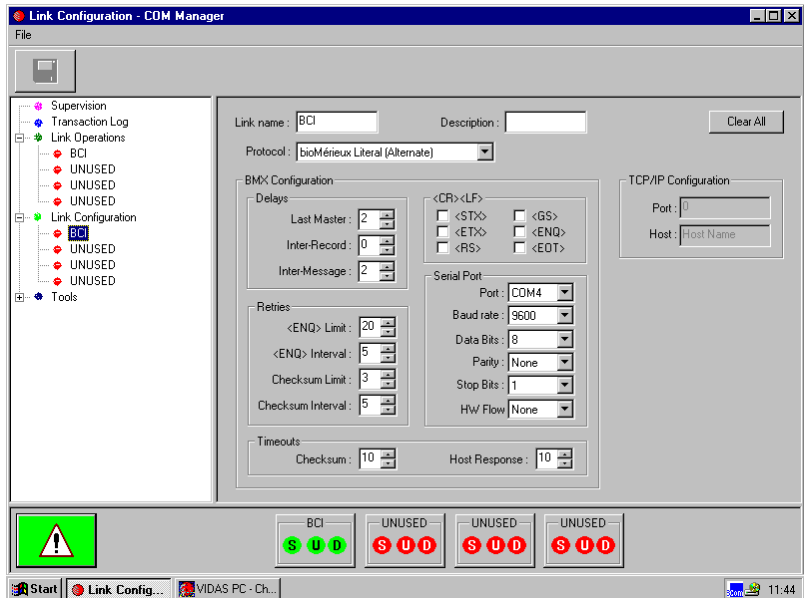 Link Configuration - COM Manager
File
Supervision
Transaction Log
Link Operations
BCI
UNUSED
UNUSED
UNUSED
Link Configuration
BCI
UNUSED
UNUSED
UNUSED
Tools
Link name : BCI
Description :
Clear All
Protocol : bioMérieux Literal (Alternate)
BMX Configuration
Delays
Last Master : 2
Inter-Record : 0
Inter-Message : 2
Retries
<ENQ> Limit : 20
<ENQ> Interval : 5
Checksum Limit : 3
Checksum Interval : 5
<CR><LF>
<STX> <GS>
<ETX> <ENQ>
<RS> <EOT>
Serial Port
Port : COM4
Baud rate : 9600
Data Bits : 8
Parity : None
Stop Bits : 1
HW Flow None
Timeouts
Checksum : 10
Host Response : 10
TCP/IP Configuration
Port : 0
Host : Host Name
BCI
S U D
UNUSED
S U D
UNUSED
S U D
UNUSED
S U D
Start
Link Config...
VIDAS PC - Ch...
11:44